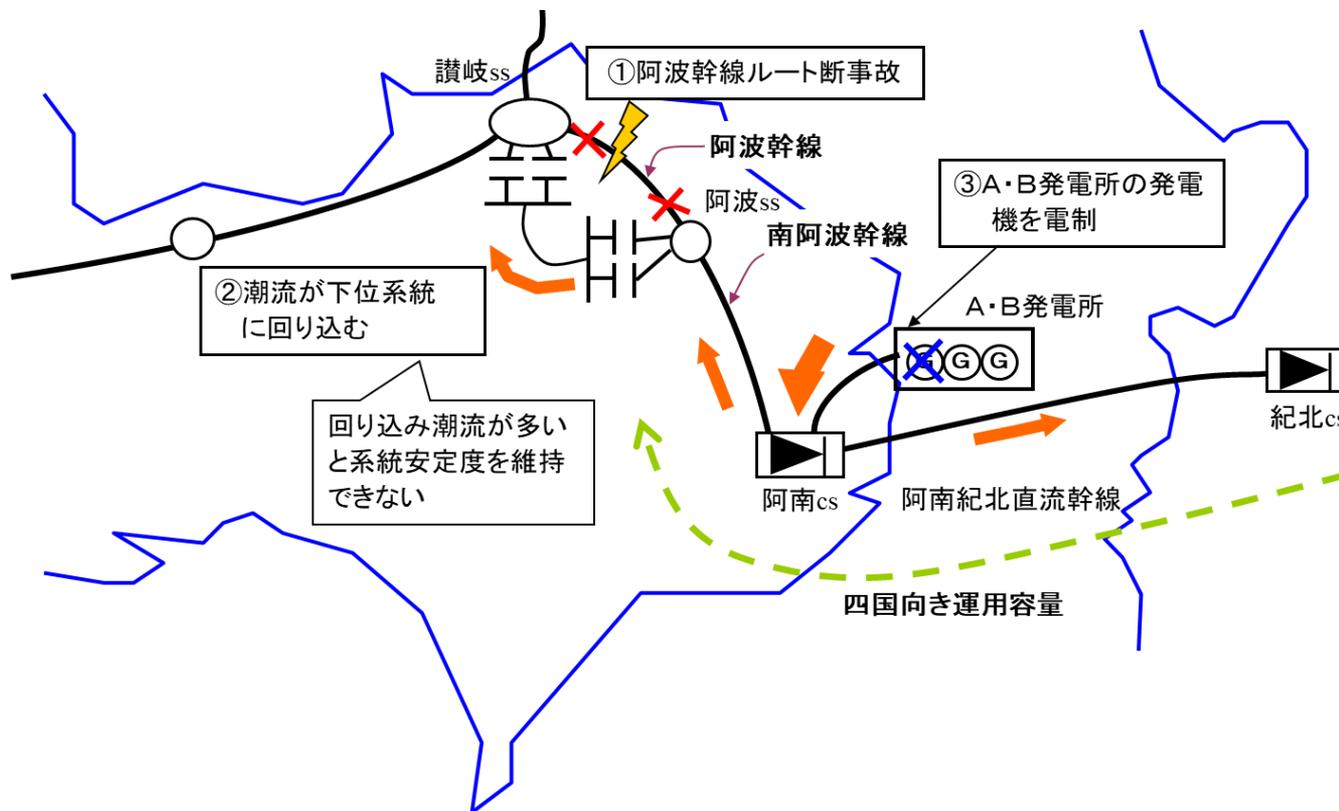 讃岐ss
①阿波幹線ルート断事故
阿波幹線
阿波ss
南阿波幹線
③A・B発電所の発電
機を電制
②潮流が下位系統
に回り込む
A・B発電所
G G G
回り込み潮流が多い
と系統安定度を維持
できない
紀北cs
阿南cs
阿南紀北直流幹線
四国向き運用容量